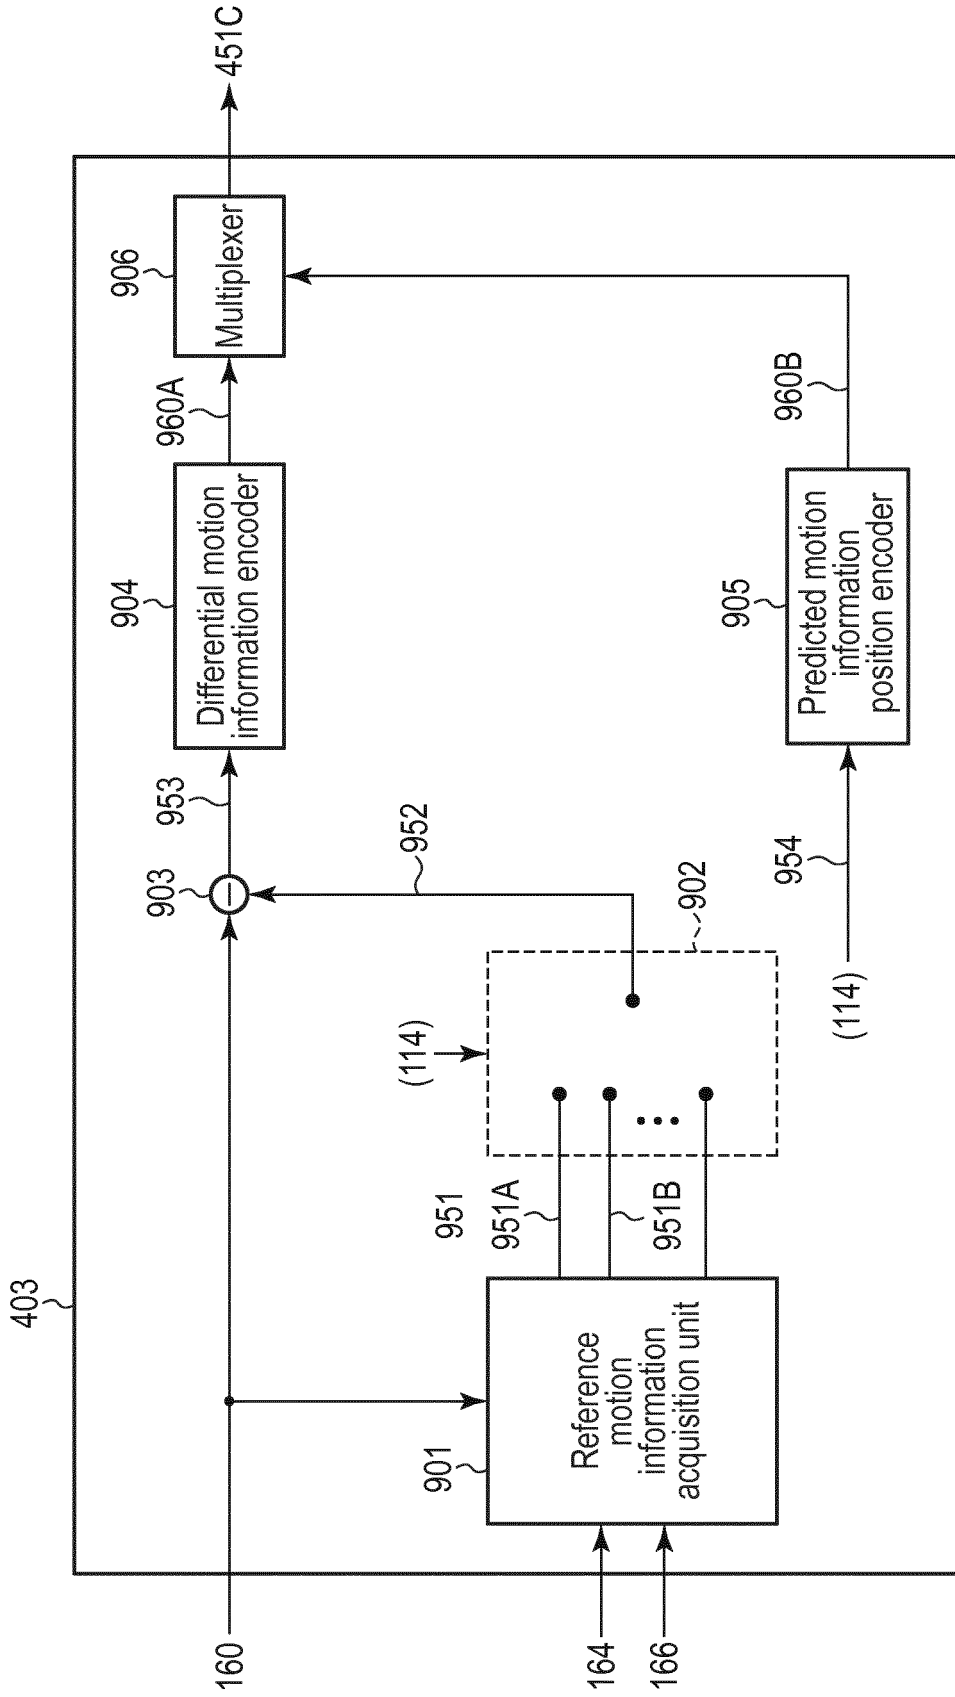 403
160
903
953
904
Differential motion
information encoder
960A
906
Multiplexer
451C
164
166
901
Reference
motion
information
acquisition unit
951
951A
951B
(114)
902
952
(114)
954
905
Predicted motion
information
position encoder
960B